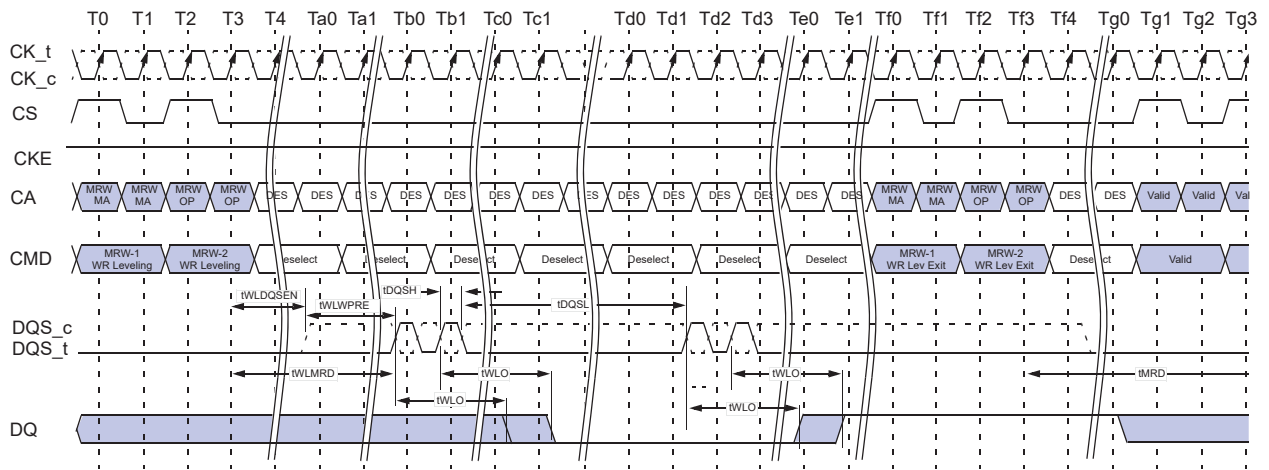 T0 T1 T2 T3 T4 Ta0 Ta1 Tb0 Tb1 Tc0 Tc1 Td0 Td1 Td2 Td3 Te0 Te1 Tf0 Tf1 Tf2 Tf3 Tf4 Tg0 Tg1 Tg2 Tg3
CK_t
CK_c
CS
CKE
MRW MRW MRW MRW MRW MRW MRW MRW
CA DES DES DES DES DES DES DES DES DES DES DES DES DES DES DES DES Valid Valid Val
MA MA OP OP MA MA OP OP
MRW-1 MRW-2 MRW-1 MRW-2
CMD eselect Deselect Deselect Deselect Deselect Deselect Deselect Deselect Valid
WR Leveling WR Leveling WR Lev Exit WR Lev Exit
tWLDQSEN tWLWPRE tDQSH tDQSL
DQS_c
DQS_t
tWLMRD tWLO tWLO tMRD
tWLO tWLO
DQ